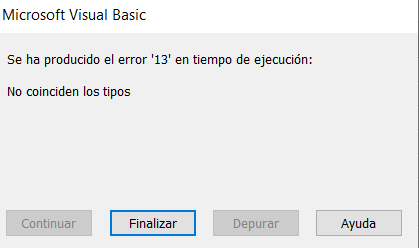 Microsoft Visual Basic
Se ha producido el error '13' en tiempo de ejecución:
No coinciden los tipos
Continuar Finalizar Depurar Ayuda